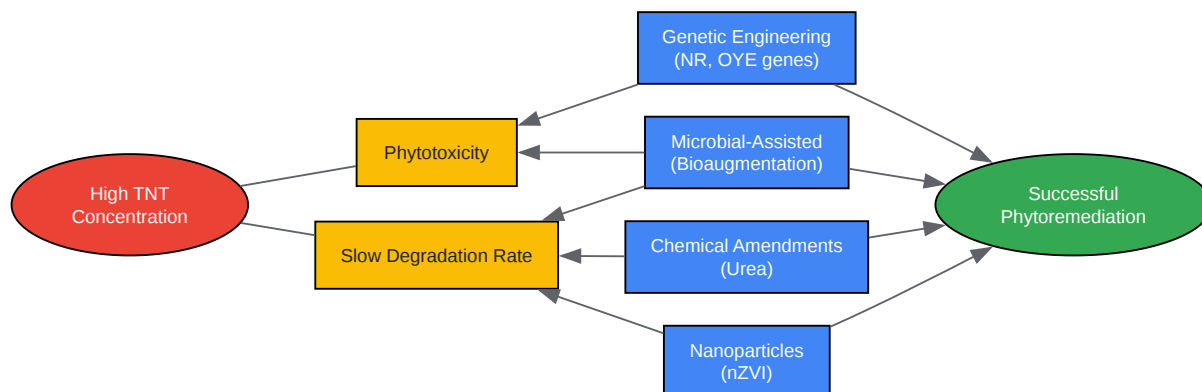 High TNT
Concentration
Phytotoxicity
Slow Degradation Rate
Genetic Engineering
(NR, OYE genes)
Microbial-Assisted
(Bioaugmentation)
Chemical Amendments
(Urea)
Nanoparticles
(nZVI)
Successful
Phytoremediation